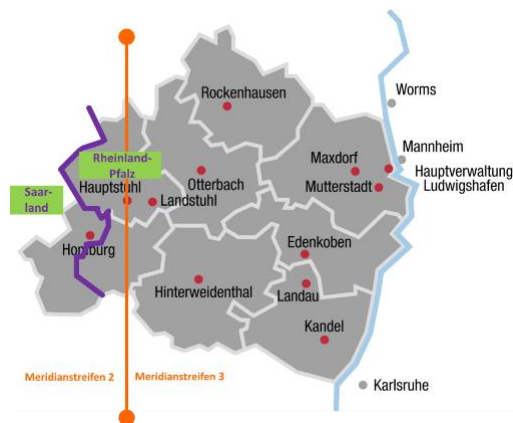 Rockenhausen
Worms
Rheinland-
Pfalz
Mannheim
Maxdorf
Hauptverwaltung
Ludwigshafen
Otterbach
Mutterstadt
Hauptstuhl
Saar-
land
Landstuhl
Homburg
Edenkoben
Hinterweidenthal
Landau
Kandel
Meridianstreifen 2
Meridianstreifen 3
Karlsruhe